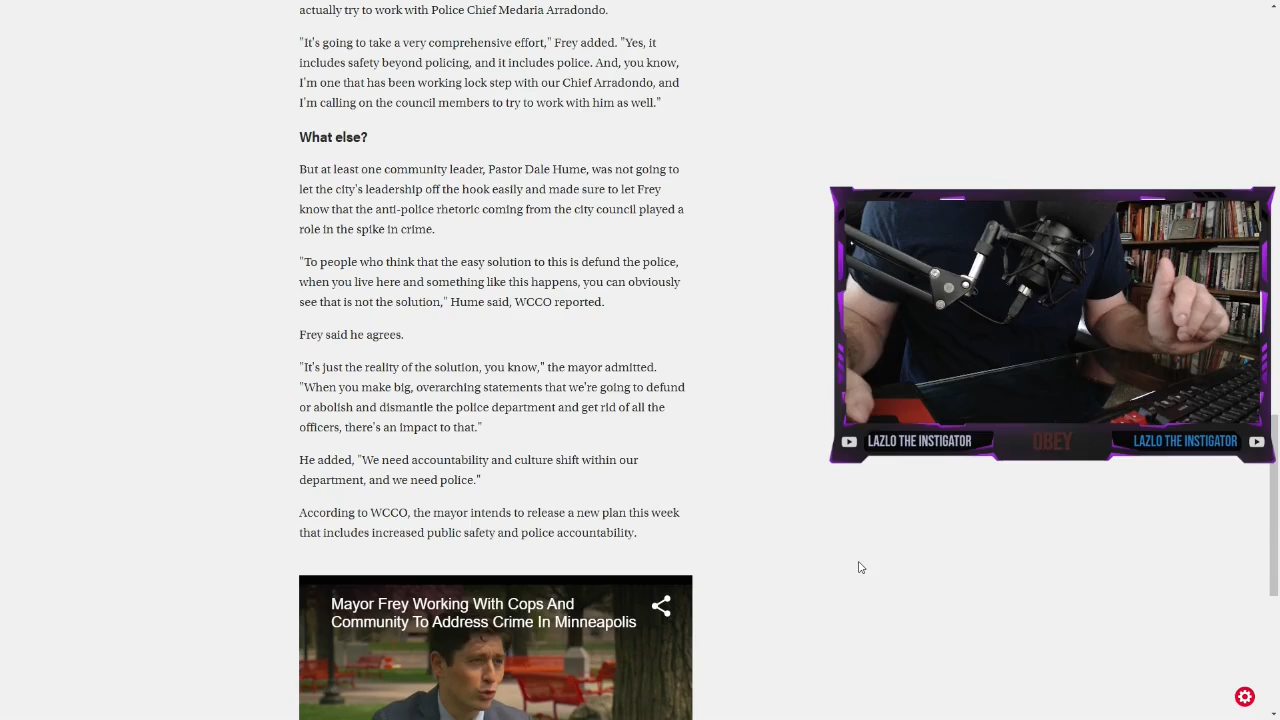 actually try to work with Police Chief Medaria Arradondo.
"It's going to take a very comprehensive effort," Frey added. "Yes, it
includes safety beyond policing, and it includes police. And, you know,
I'm one that has been working lock step with our Chief Arradondo, and
I'm calling on the council members to try to work with him as well."
What else?
But at least one community leader, Pastor Dale Hume, was not going to
let the city's leadership off the hook easily and made sure to let Frey
know that the anti-police rhetoric coming from the city council played a
role in the spike in crime.
"To people who think that the easy solution to this is defund the police,
when you live here and something like this happens, you can obviously
see that is not the solution," Hume said, WCCO reported.
Frey said he agrees.
"It's just the reality of the solution, you know," the mayor admitted.
"When you make big, overarching statements that we're going to defund
or abolish and dismantle the police department and get rid of all the
officers, there's an impact to that."
He added, "We need accountability and culture shift within our
department, and we need police."
According to WCCO, the mayor intends to release a new plan this week
that includes increased public safety and police accountability.
Mayor Frey Working With Cops And
Community To Address Crime In Minneapolis
LAZLO THE INSTIGATOR
OBEY
LAZLO THE INSTIGATOR